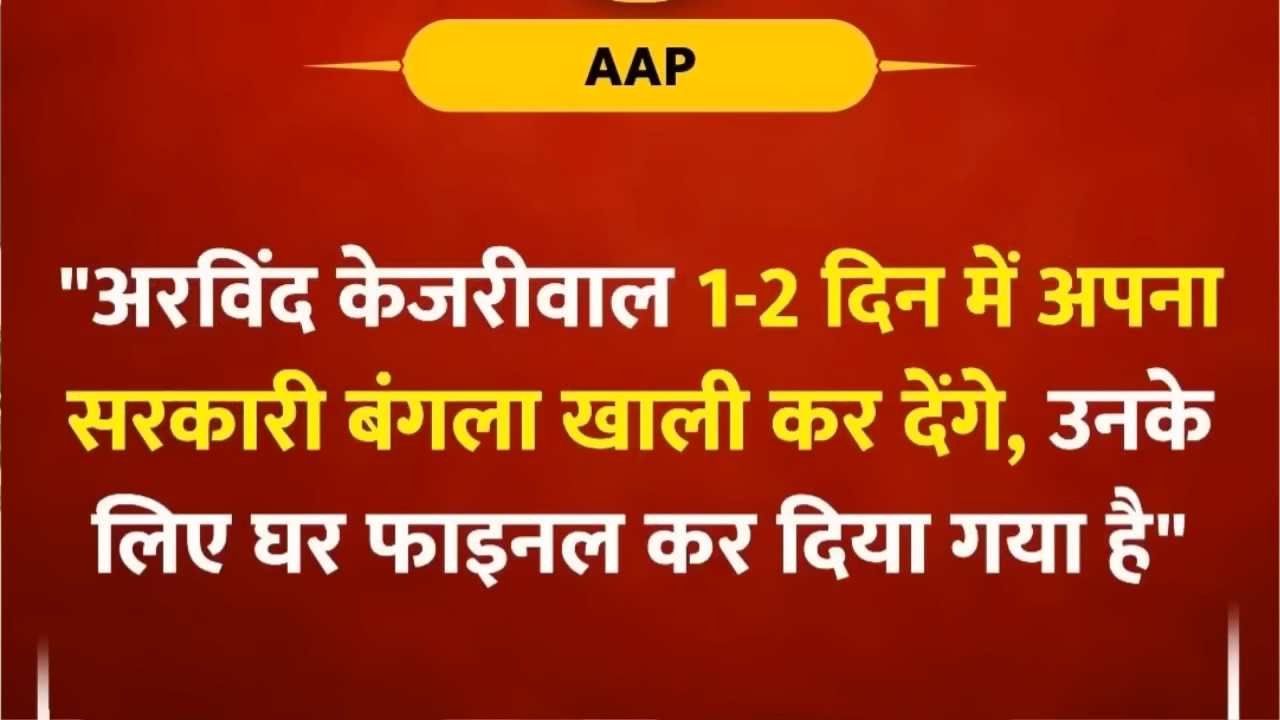 AAP
"अरविंद केजरीवाल 1-2 दिन में अपना
सरकारी बंगला खाली कर देंगे, उनके
लिए घर फाइनल कर दिया गया है"